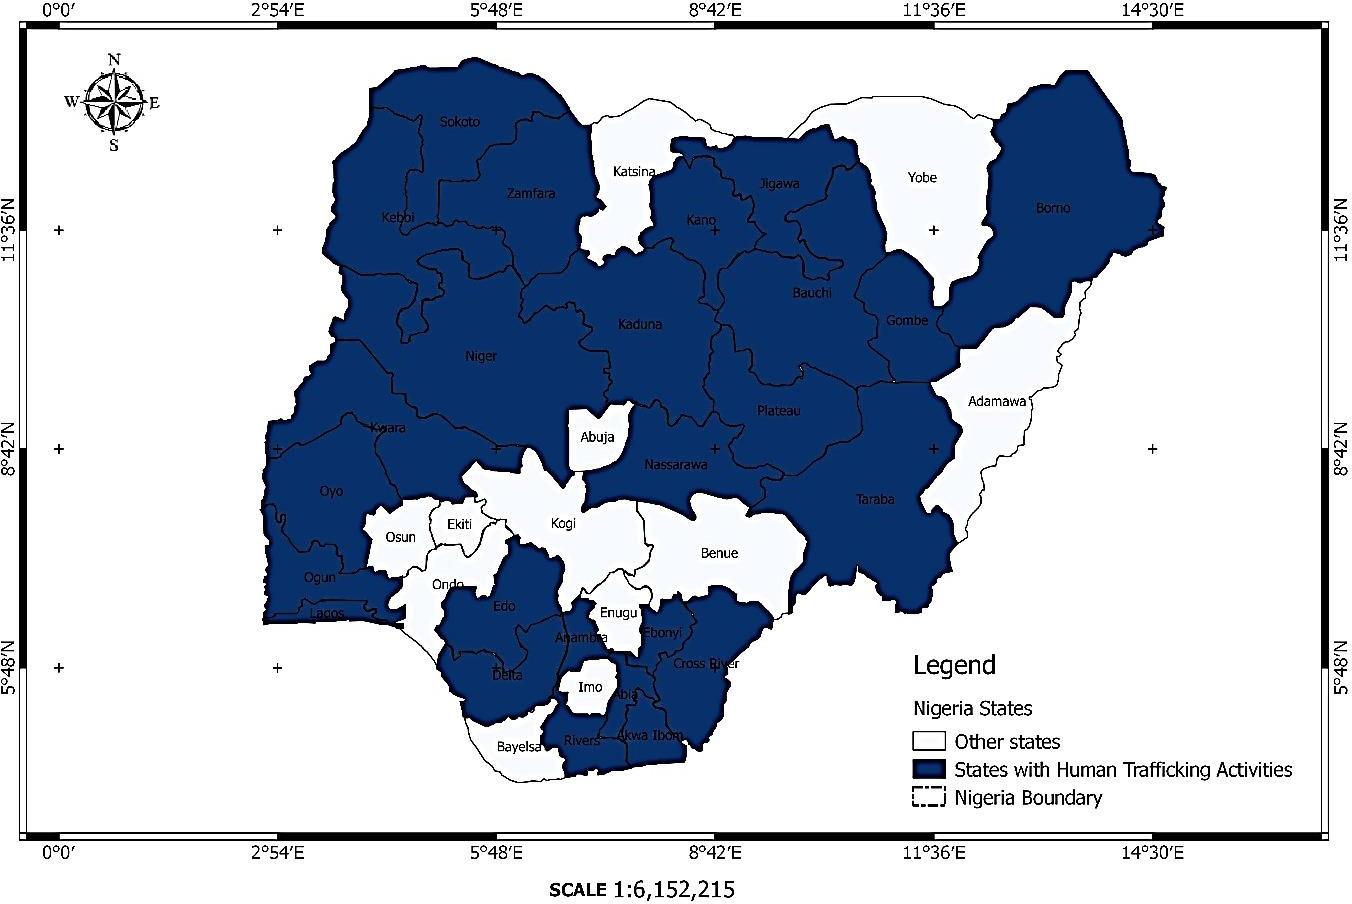 0°0′ 2°54′E 5°48′E 8°42′E 11°36′E 14°30′E
N
W E
S
Sokoto
Katsina
Yobe
Jigawa
Zamfara
Borno
Kebbi
Kano
11°36′N 11°36′N
Bauchi
Gombe
Kaduna
Niger
Adamawa
Plateau
Kwara
Abuja
8°42′N 8°42′N
Nassarawa
Oyo
Taraba
Kogi
Ekiti
Osun
Benue
Ogun
Ondo
Edo
Enugu
Lagos
Ebonyi
Anambra
Cross River
5°48′N 5°48′N
Delta
Imo
Abia
Akwa Ibom
Rivers
Bayelsa
Legend
Nigeria States
Other states
States with Human Trafficking Activities
Nigeria Boundary
0°0′ 2°54′E 5°48′E 8°42′E 11°36′E 14°30′E
SCALE 1:6,152,215